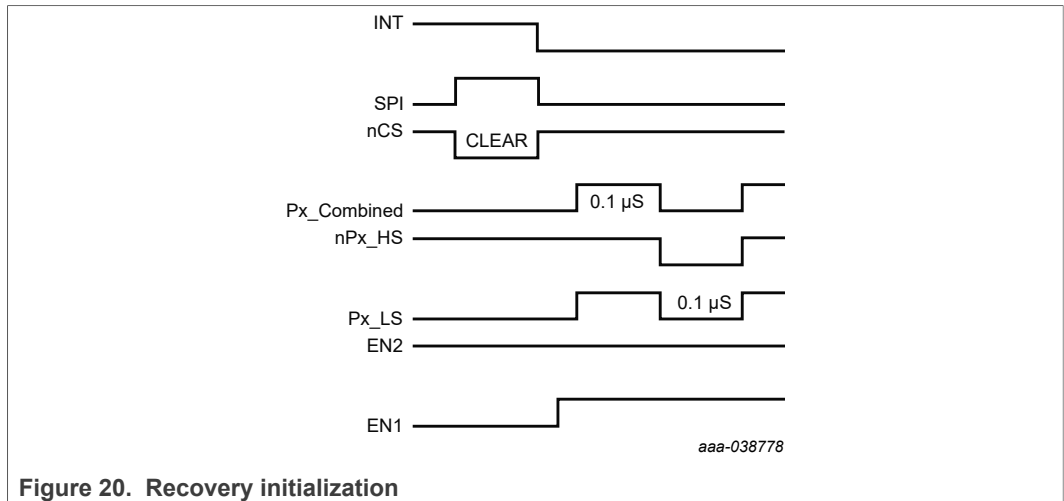 INT
SPI
nCS
CLEAR
Px_Combined
0.1 µS
nPx_HS
Px_LS
0.1 µS
EN2
EN1
aaa-038778
Figure 20. Recovery initialization